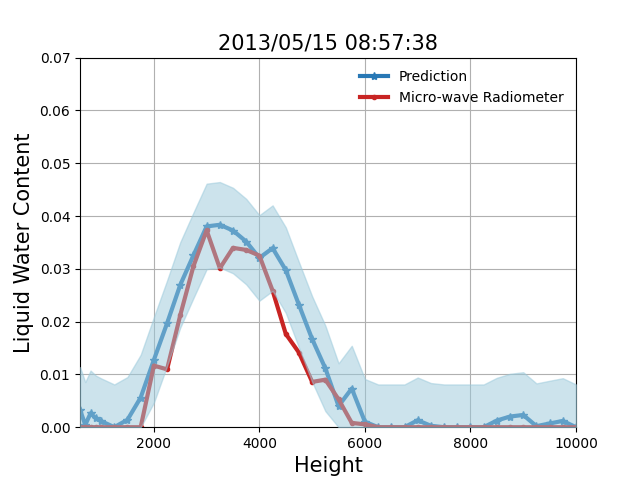 2013/05/15 08:57:38
0.07
0.06
0.05
0.04
0.03
0.02
0.01
0.00
Liquid Water Content
Prediction
Micro-wave Radiometer
2000 4000 6000 8000 10000
Height